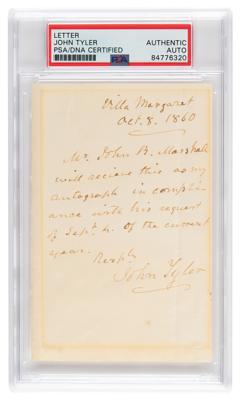 LETTER
JOHN TYLER
PSA/DNA CERTIFIED
AUTHENTIC
AUTO
84776320
PSA
Villa Margaret
Oct. 8. 1860
Mr. John B. Marshall
will receive this as my
autograph in compli-
ance with his request
of Sept. 4. of the current
year.
Respy
John Tyler